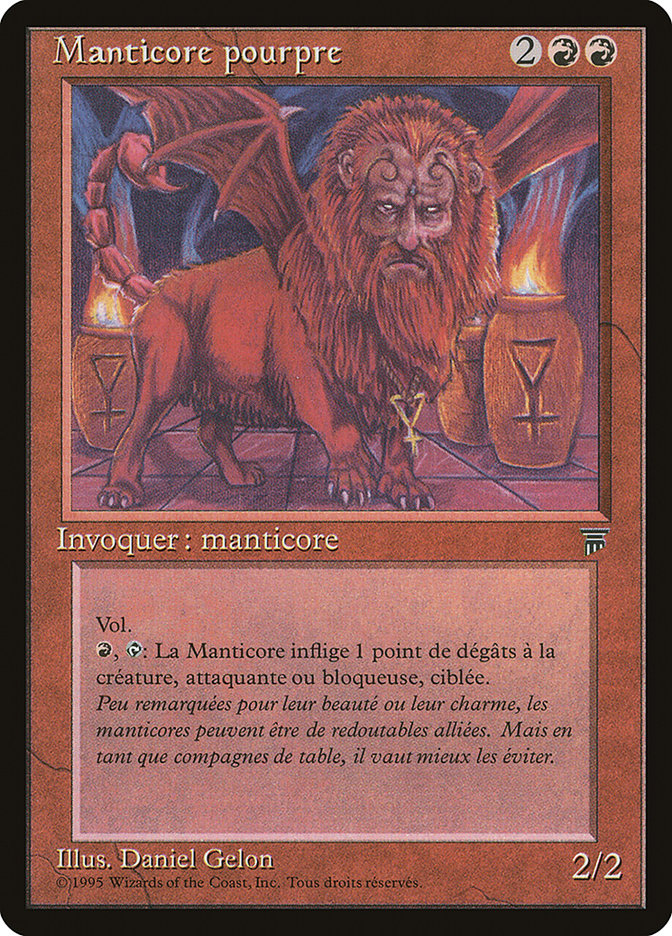 Manticore pourpre
2
Invoquer : manticore
Vol.
, : La Manticore inflige 1 point de dégâts à la
créature, attaquante ou bloqueuse, ciblée.
Peu remarquées pour leur beauté ou leur charme, les
manticores peuvent être de redoutables alliées. Mais en
tant que compagnes de table, il vaut mieux les éviter.
Illus. Daniel Gelon
2/2
© 1995 Wizards of the Coast, Inc. Tous droits réservés.